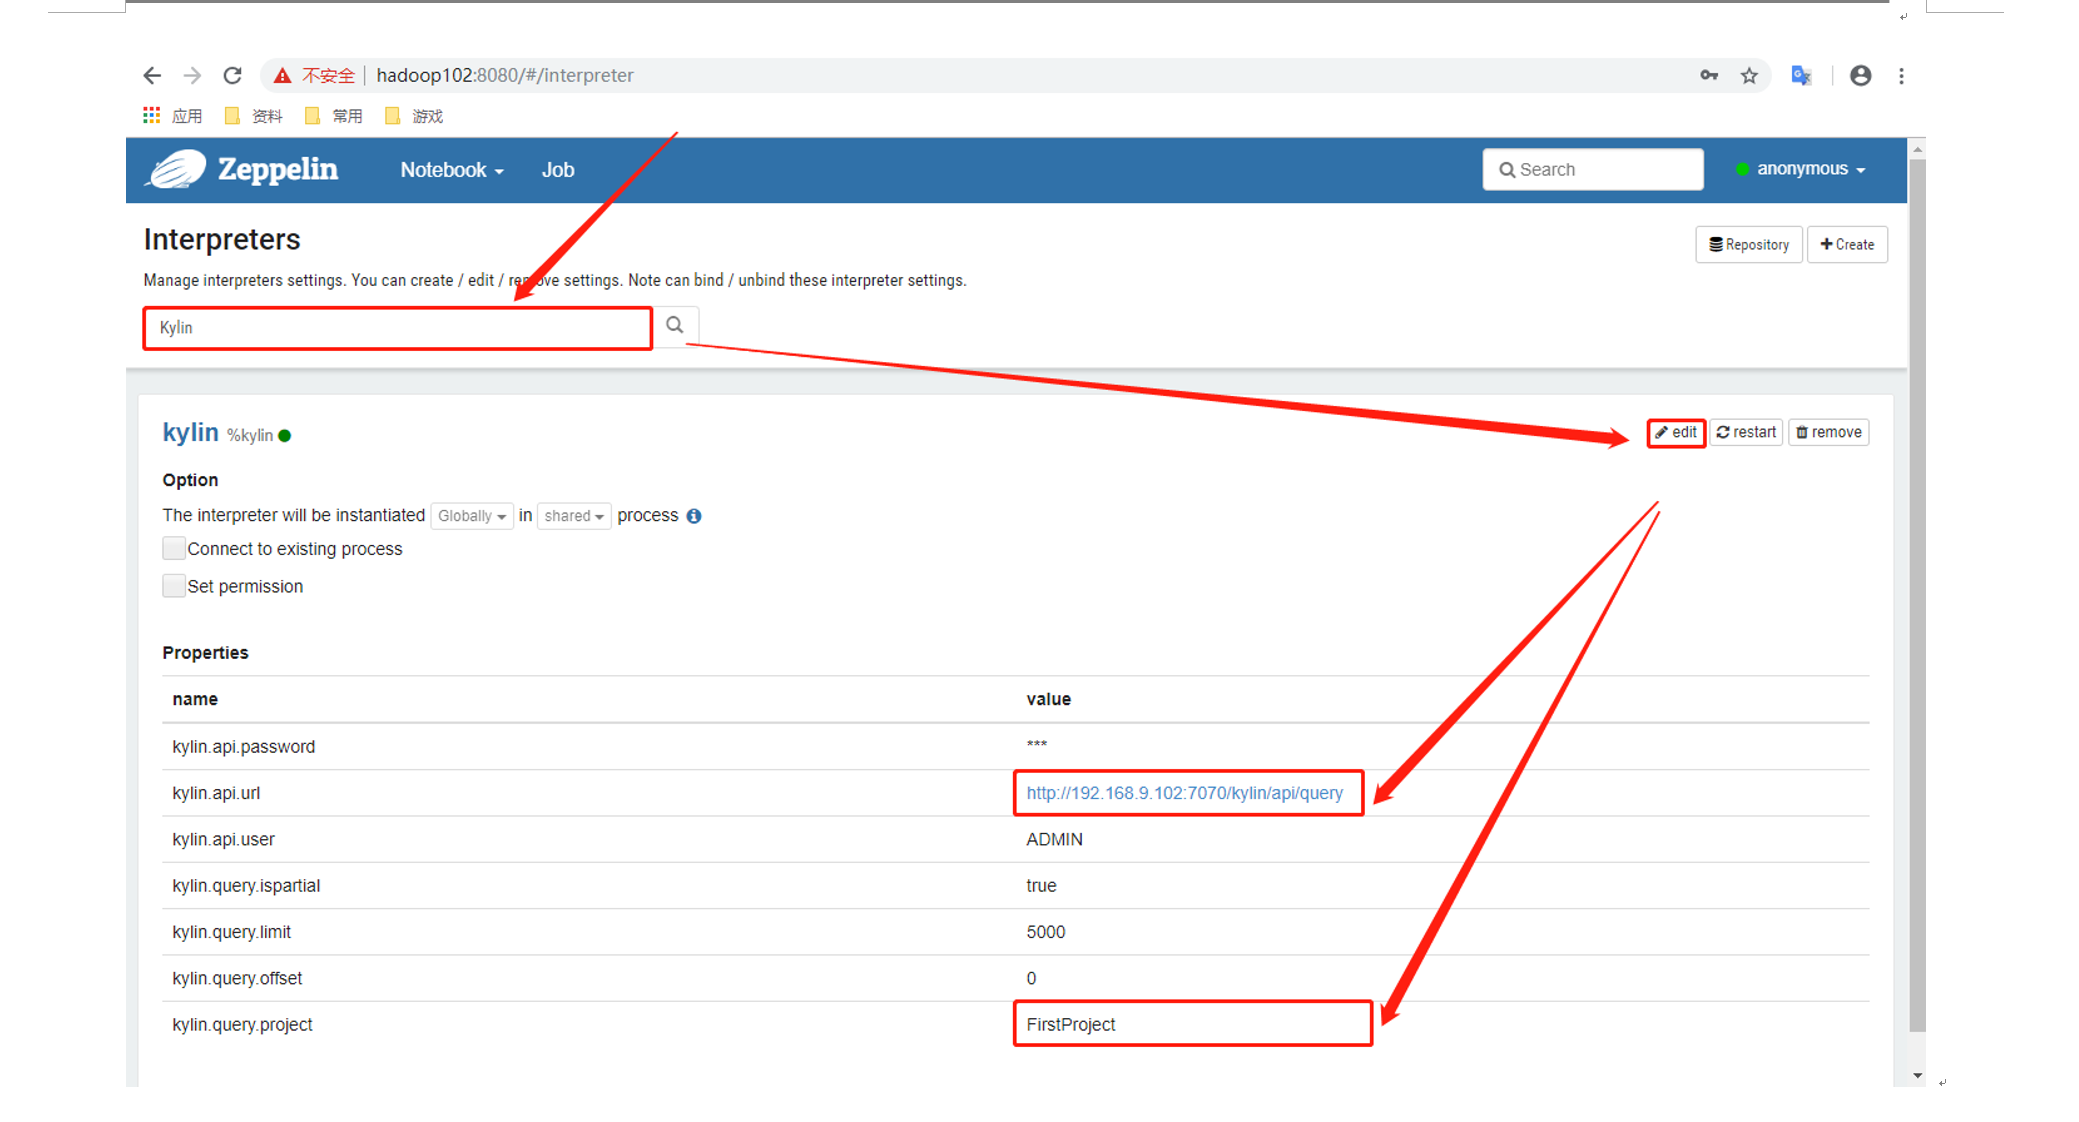 不安全 hadoop102:8080/#/interpreter
应用 资料 常用 游戏
Zeppelin Notebook Job Search anonymous
Interpreters
Repository Create
Manage interpreters settings. You can create / edit / remove settings. Note can bind / unbind these interpreter settings.
Kylin
kylin %kylin edit restart remove
Option
The interpreter will be instantiated Globally in shared process
Connect to existing process
Set permission
Properties
name value
kylin.api.password ***
kylin.api.url http://192.168.9.102:7070/kylin/api/query
kylin.api.user ADMIN
kylin.query.ispartial true
kylin.query.limit 5000
kylin.query.offset 0
kylin.query.project FirstProject